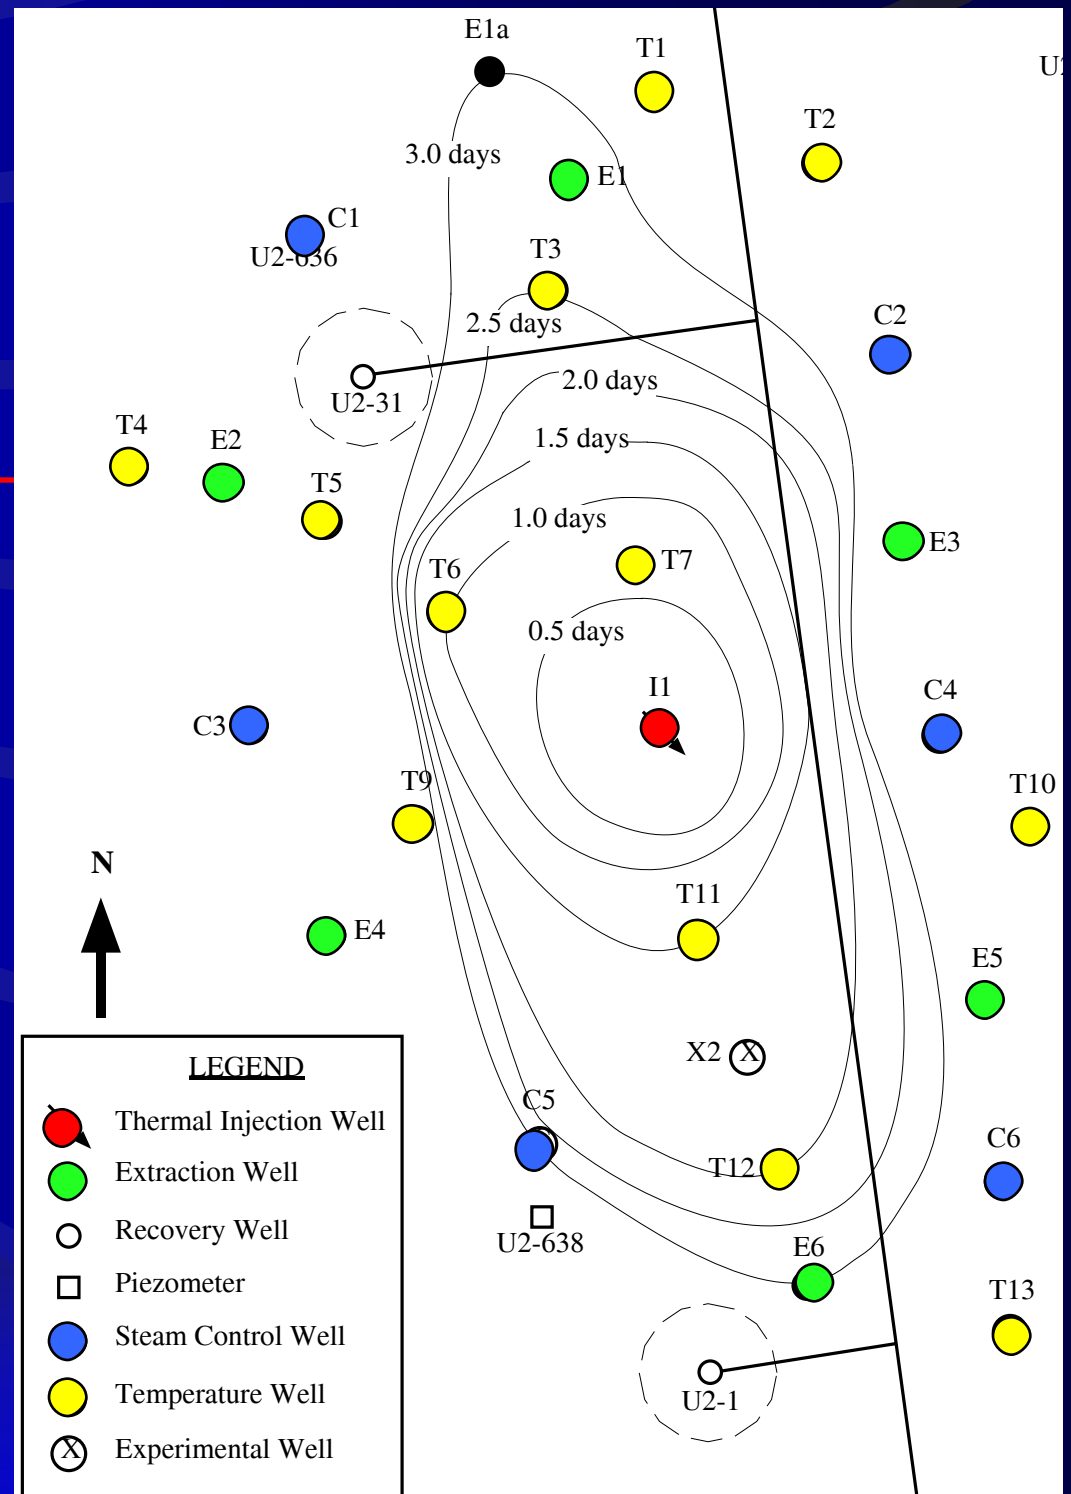 E1a
T1
U2
T2
3.0 days
E1
C1
U2-636
T3
2.5 days
C2
2.0 days
U2-31
T4
E2
1.5 days
T5
1.0 days
E3
T6
T7
0.5 days
I1
C4
C3
T9
T10
N
T11
E4
E5
X2
X
LEGEND
C5
Thermal Injection Well
C6
T12
Extraction Well
Recovery Well
U2-638
E6
Piezometer
T13
Steam Control Well
Temperature Well
U2-1
X
Experimental Well